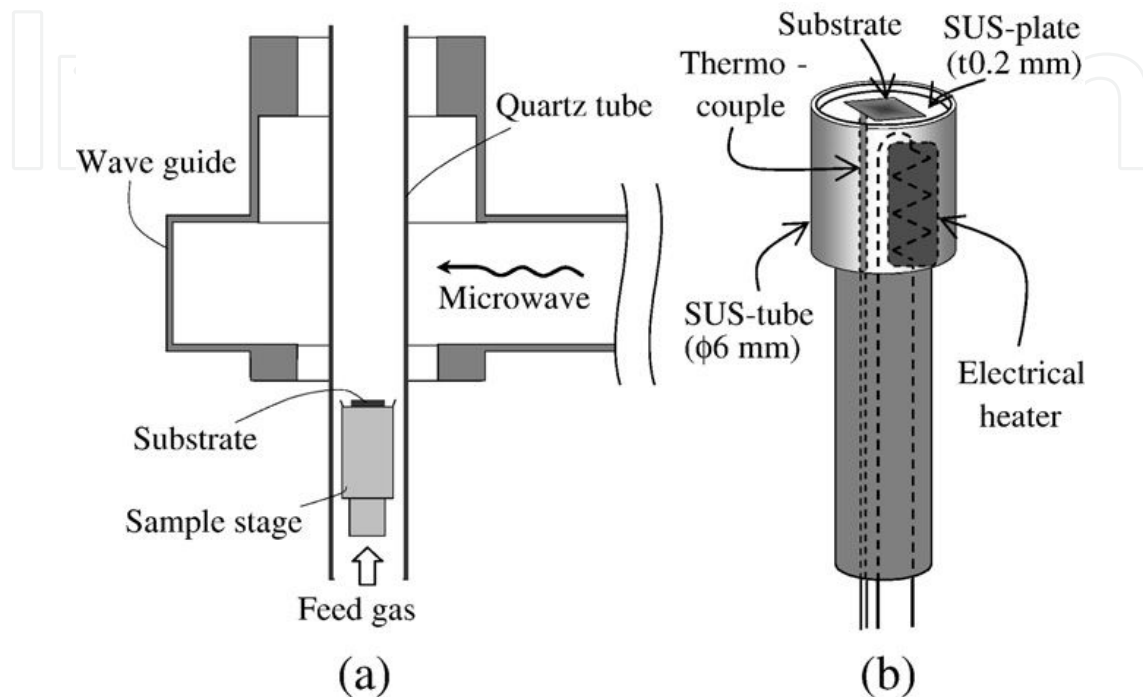 Wave guide
Quartz tube
Microwave
Substrate
Sample stage
Feed gas
(a)
Substrate
SUS-plate
(t0.2 mm)
Thermo -
couple
SUS-tube
(ϕ6 mm)
Electrical
heater
(b)